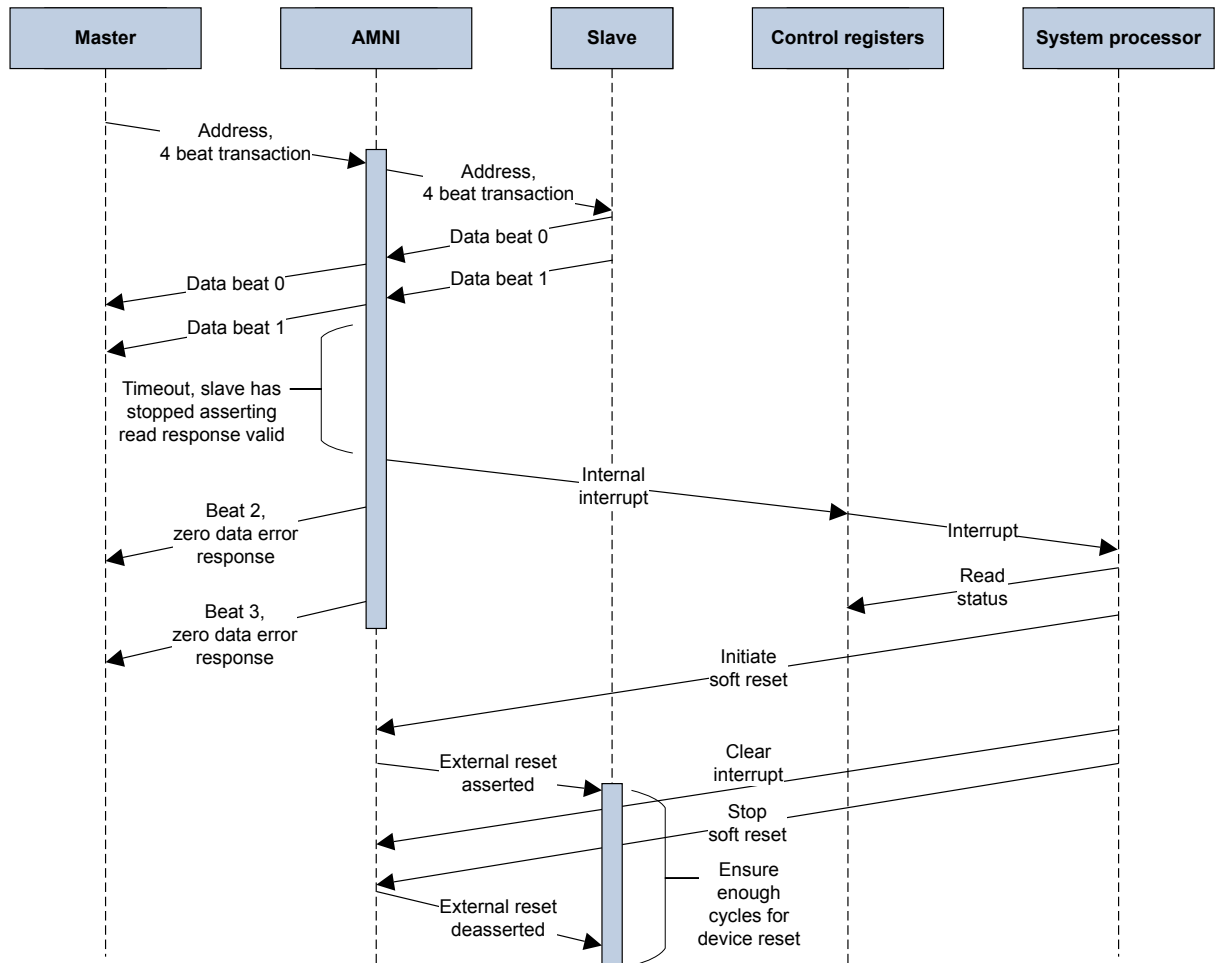 Master
AMNI
Slave
Control registers
System processor
Address,
4 beat transaction
Address,
4 beat transaction
Data beat 0
Data beat 0
Data beat 1
Data beat 1
Timeout, slave has
stopped asserting
read response valid
Internal
interrupt
Beat 2,
zero data error
response
Interrupt
Read
status
Beat 3,
zero data error
response
Initiate
soft reset
External reset
asserted
Clear
interrupt
Stop
soft reset
Ensure
enough
cycles for
device reset
External reset
deasserted